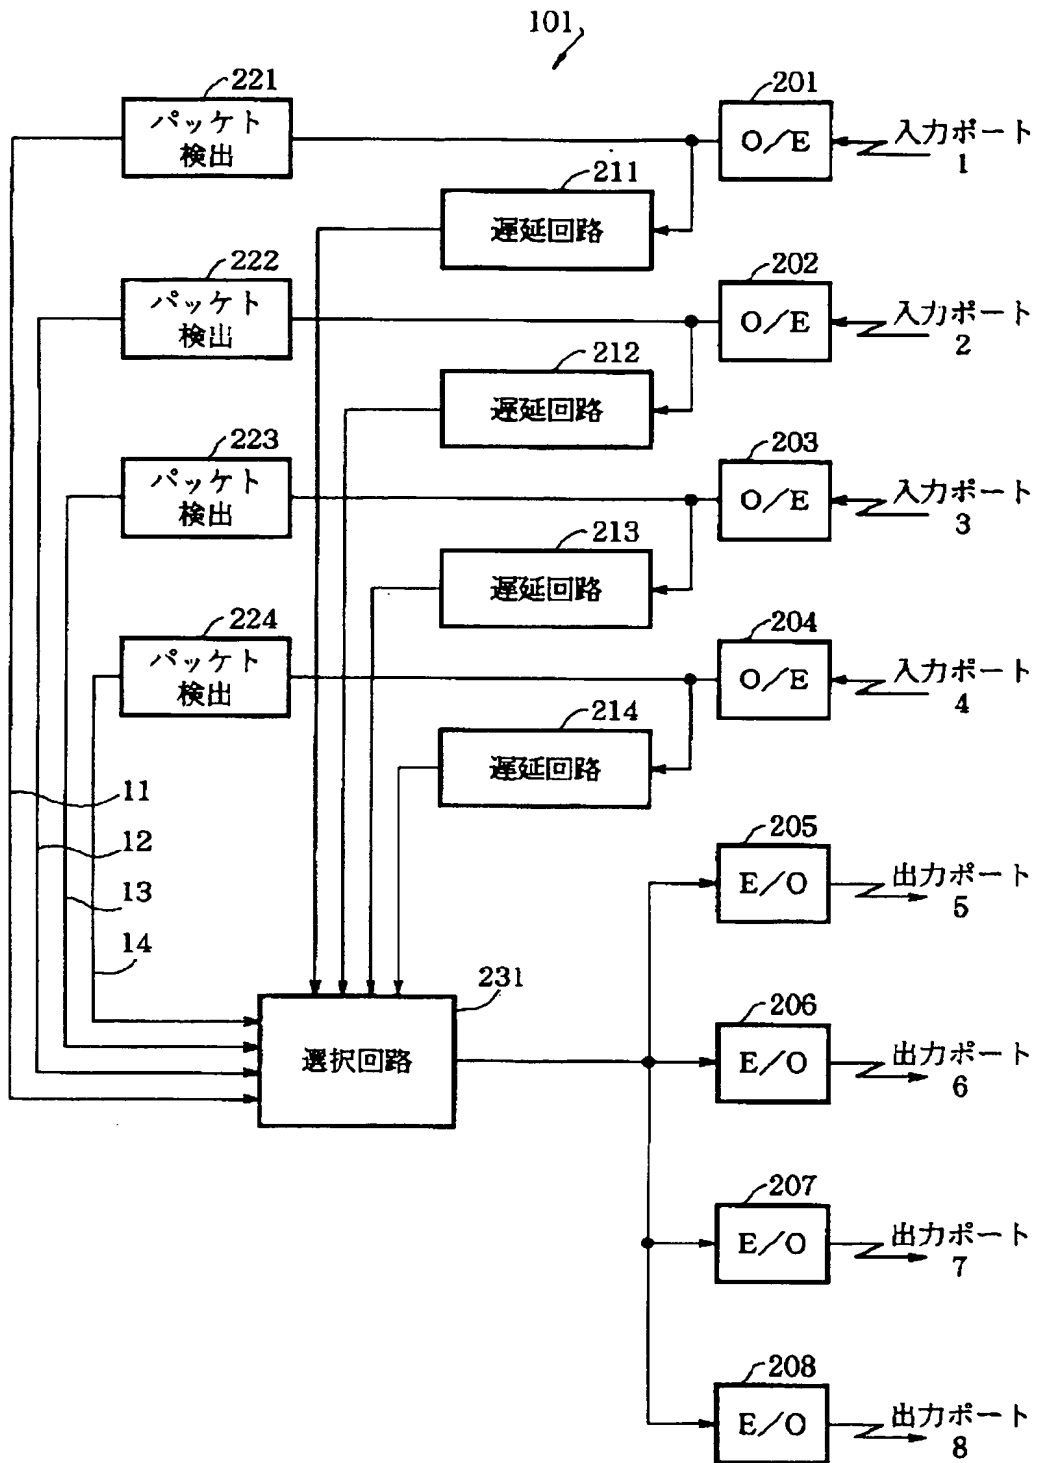 101
221
パッケト
検出
201
O/E
入力ポート
1
211
遅延回路
222
パッケト
検出
202
O/E
入力ポート
2
212
遅延回路
223
パッケト
検出
203
O/E
入力ポート
3
213
遅延回路
224
パッケト
検出
204
O/E
入力ポート
4
214
遅延回路
11
12
13
14
205
E/O
出力ポート
5
231
選択回路
206
E/O
出力ポート
6
207
E/O
出力ポート
7
208
E/O
出力ポート
8